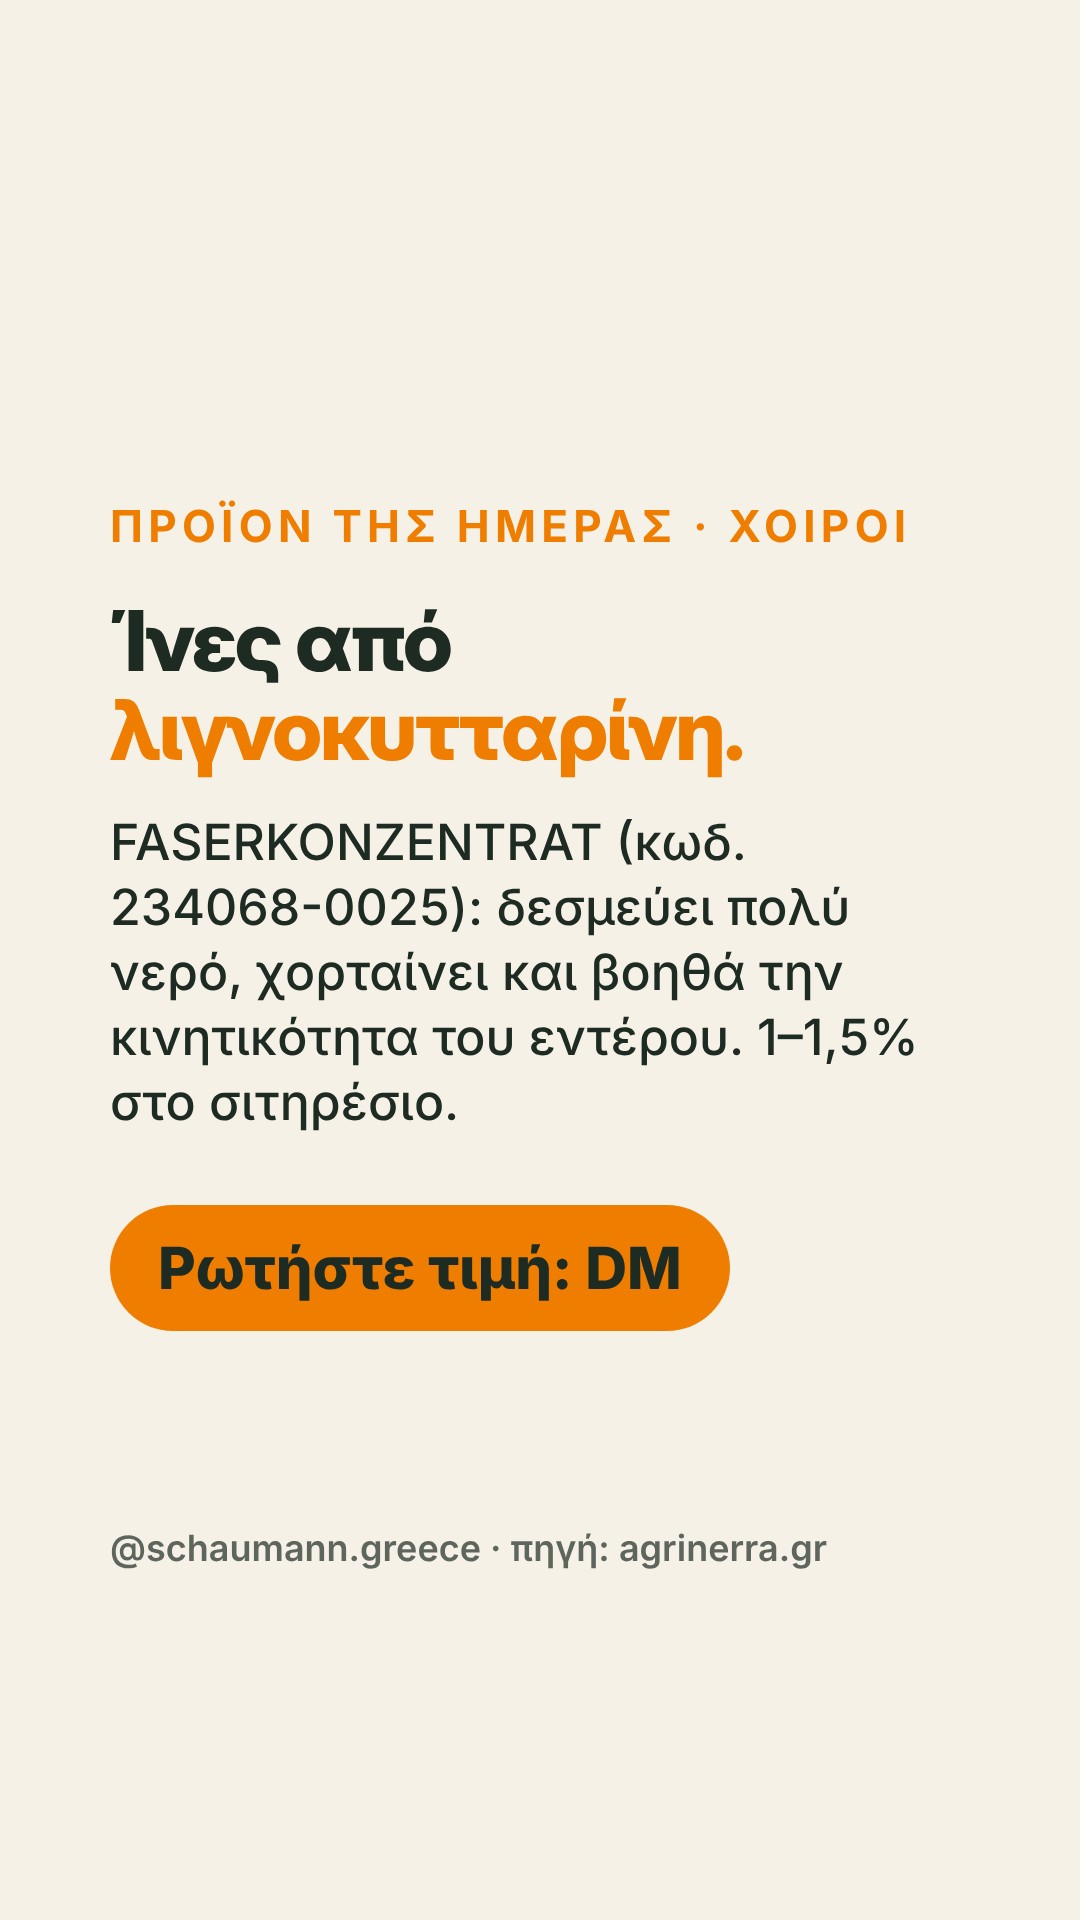 ΠΡΟΪΟΝ ΤΗΣ ΗΜΕΡΑΣ · ΧΟΙΡΟΙ
Ίνες από
λιγνοκυτταρίνη.
FASERKONZENTRAT (κωδ.
234068-0025): δεσμεύει πολύ
νερό, χορταίνει και βοηθά την
κινητικότητα του εντέρου. 1–1,5%
στο σιτηρέσιο.
Ρωτήστε τιμή: DM
@schaumann.greece · πηγή: agrinerra.gr